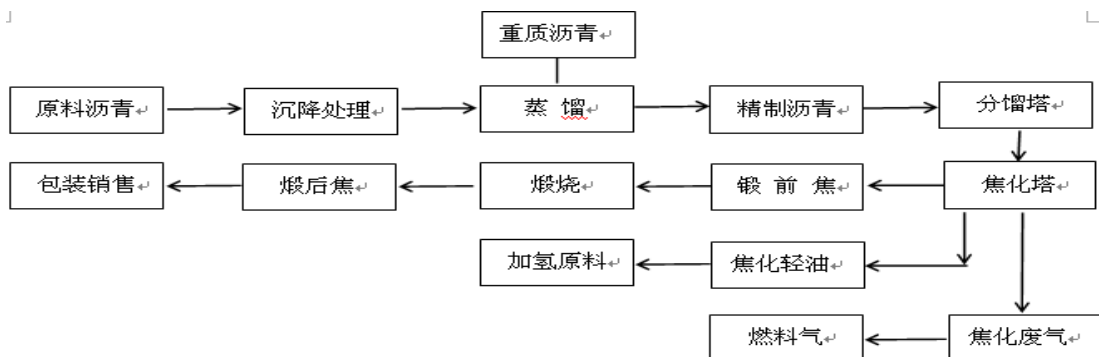 重质沥青
原料沥青
沉降处理
蒸 馏
精制沥青
分馏塔
包装销售
煅后焦
煅烧
锻 前 焦
焦化塔
加氢原料
焦化轻油
燃料气
焦化废气